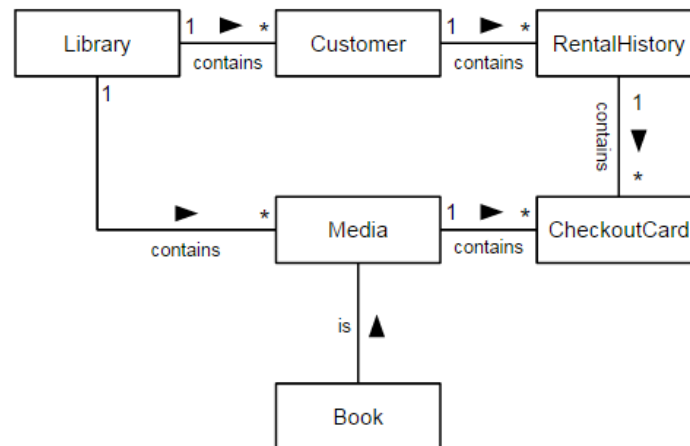 Library
1
*
contains
Customer
1
*
contains
RentalHistory
1
contains
*
1
*
contains
Media
1
*
contains
CheckoutCard
is
Book